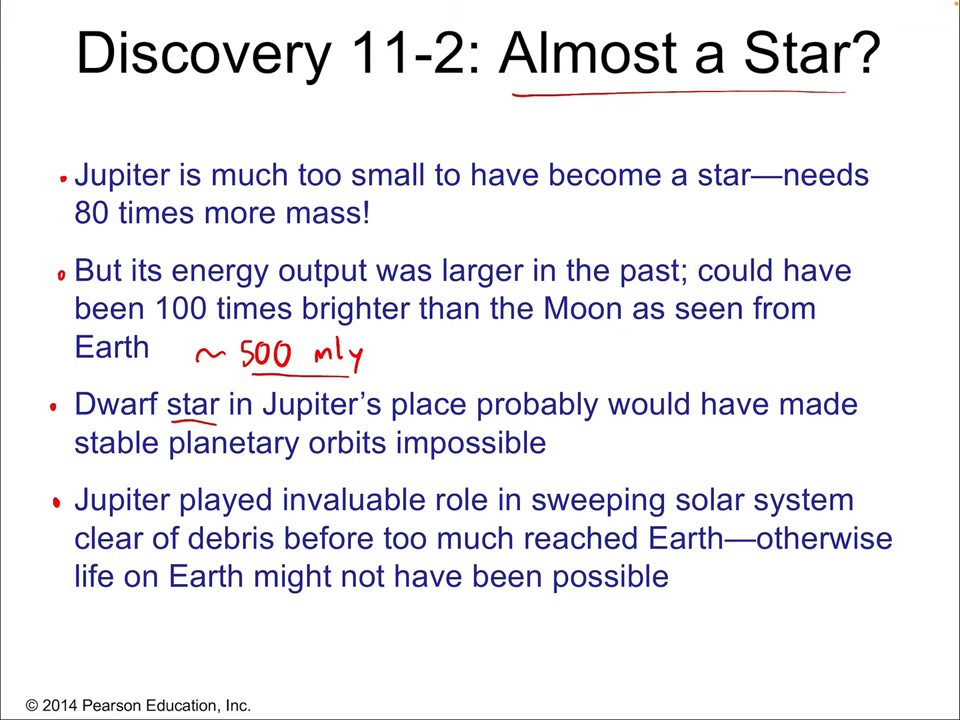 Discovery 11-2: Almost a Star?
Jupiter is much too small to have become a star—needs
80 times more mass!
But its energy output was larger in the past; could have
been 100 times brighter than the Moon as seen from
Earth ~ 500 mly
Dwarf star in Jupiter’s place probably would have made
stable planetary orbits impossible
Jupiter played invaluable role in sweeping solar system
clear of debris before too much reached Earth—otherwise
life on Earth might not have been possible
© 2014 Pearson Education, Inc.